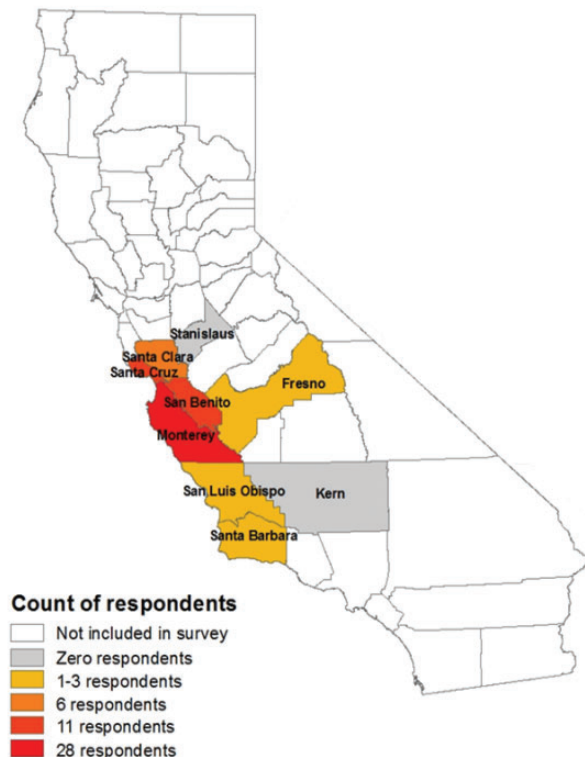 Stanislaus
Santa Clara
Santa Cruz
Fresno
San Benito
Monterey
San Luis Obispo
Kern
Santa Barbara
Count of respondents
Not included in survey
Zero respondents
1-3 respondents
6 respondents
11 respondents
28 respondents